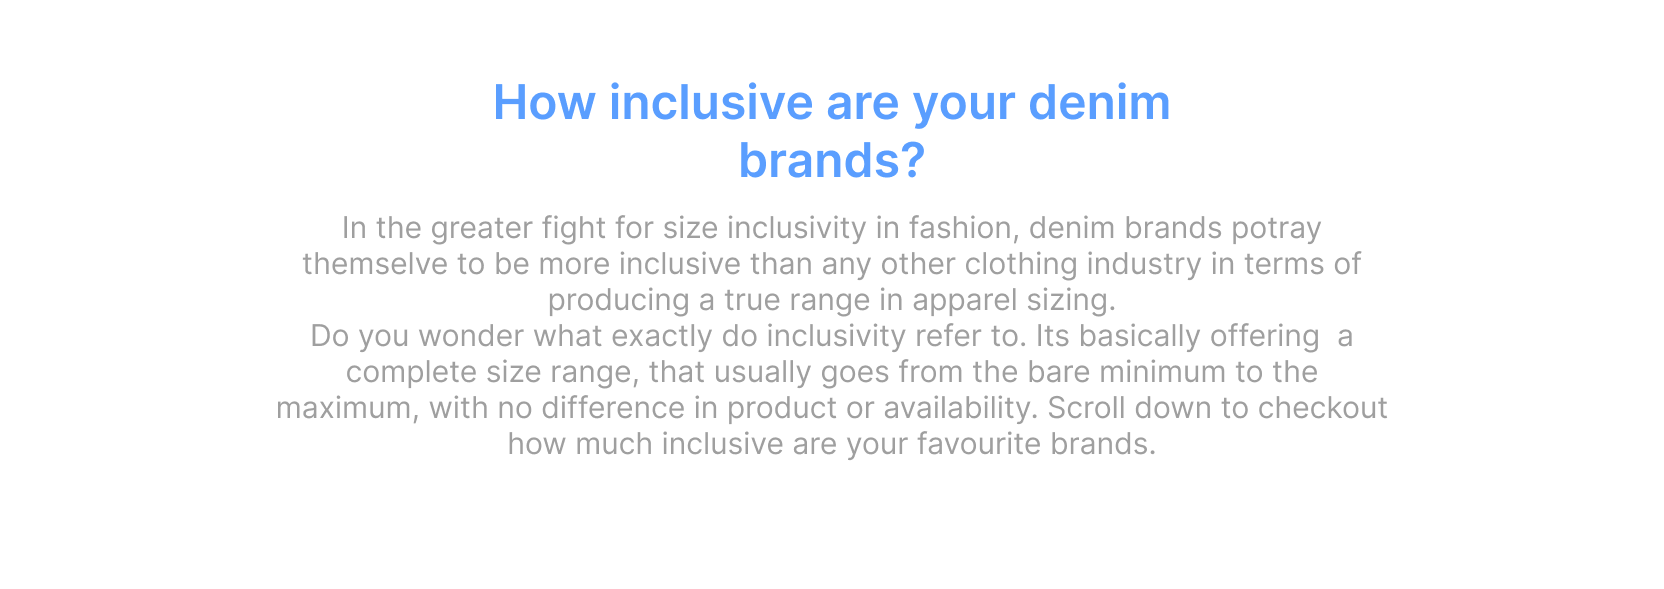 How inclusive are your denim
brands?
In the greater fight for size inclusivity in fashion, denim brands potray
themselve to be more inclusive than any other clothing industry in terms of
producing a true range in apparel sizing.
Do you wonder what exactly do inclusivity refer to. Its basically offering  a
complete size range, that usually goes from the bare minimum to the
maximum, with no difference in product or availability. Scroll down to checkout
how much inclusive are your favourite brands.